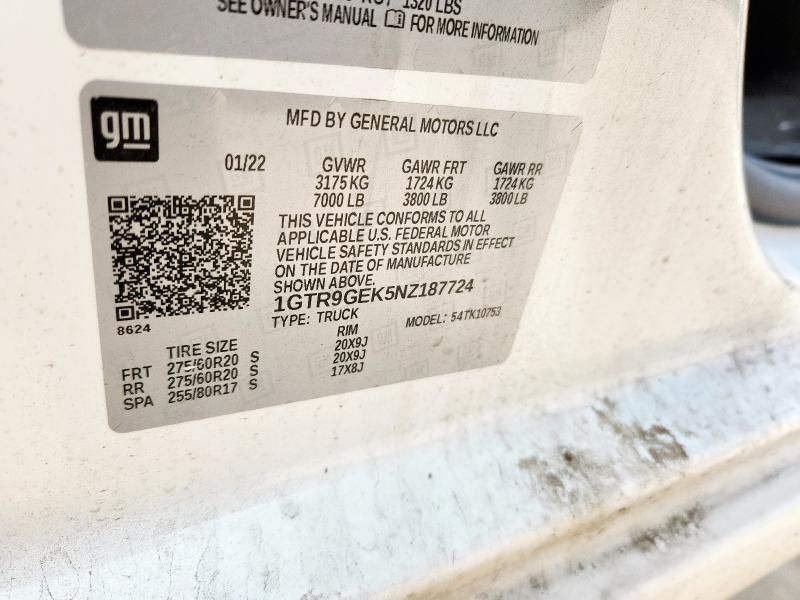 1320 LBS
SEE OWNER'S MANUAL FOR MORE INFORMATION
gm
MFD BY GENERAL MOTORS LLC
01/22 GVWR GAWR FRT GAWR RR
3175 KG 1724 KG 1724 KG
7000 LB 3800 LB 3800 LB
THIS VEHICLE CONFORMS TO ALL
APPLICABLE U.S. FEDERAL MOTOR
VEHICLE SAFETY STANDARDS IN EFFECT
ON THE DATE OF MANUFACTURE
SHOWN ABOVE.
1GTR9GEK5NZ187724
8624
TYPE: TRUCK MODEL: 54TK10753
TIRE SIZE RIM
FRT 275/60R20 S 20X9J
RR 275/60R20 S 20X9J
SPA 255/80R17 S 17X8J